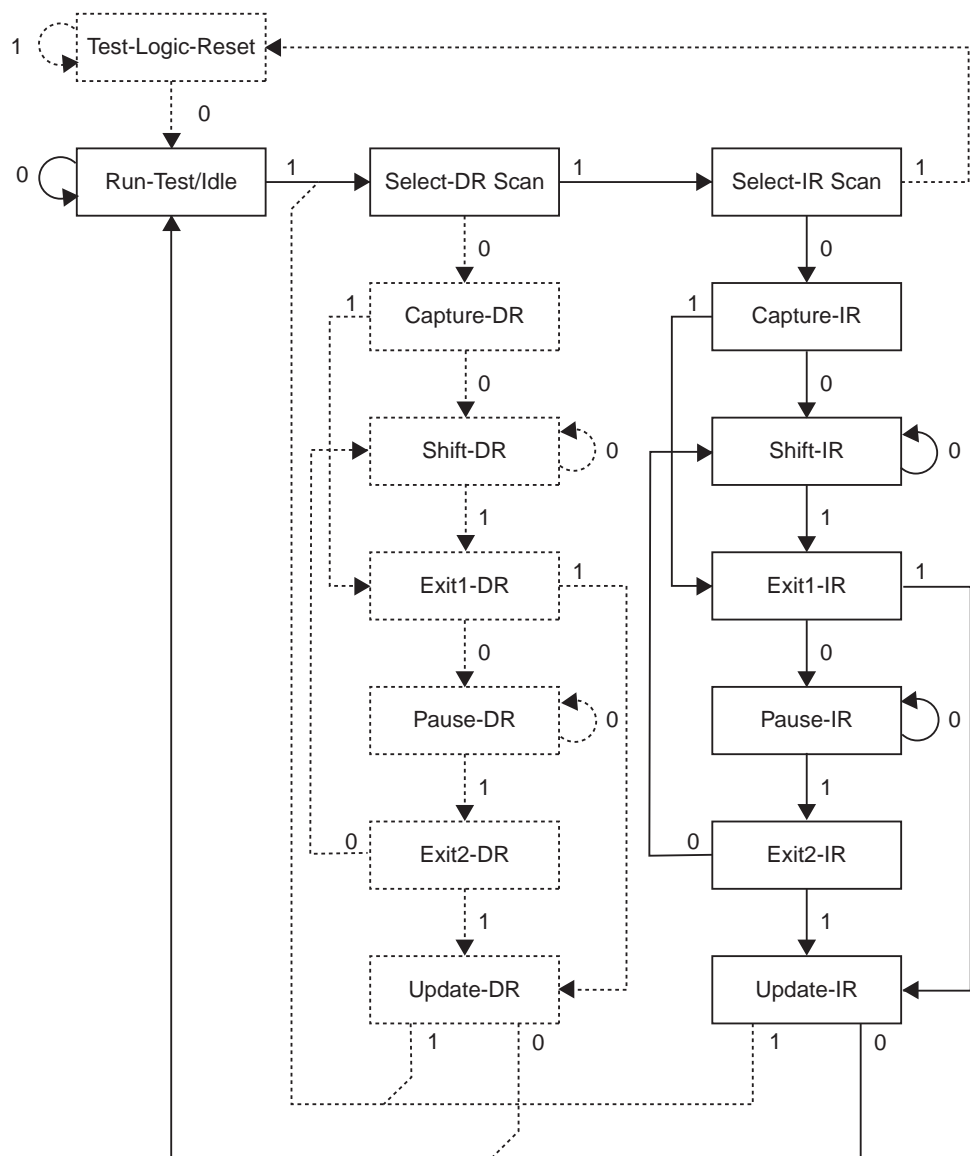 1
Test-Logic-Reset
0
0
Run-Test/Idle
1
Select-DR Scan
1
Select-IR Scan
1
0
0
1
Capture-DR
1
Capture-IR
0
0
Shift-DR
0
Shift-IR
0
1
1
Exit1-DR
1
Exit1-IR
1
0
0
Pause-DR
0
Pause-IR
0
1
1
0
Exit2-DR
0
Exit2-IR
1
1
Update-DR
Update-IR
1
0
1
0